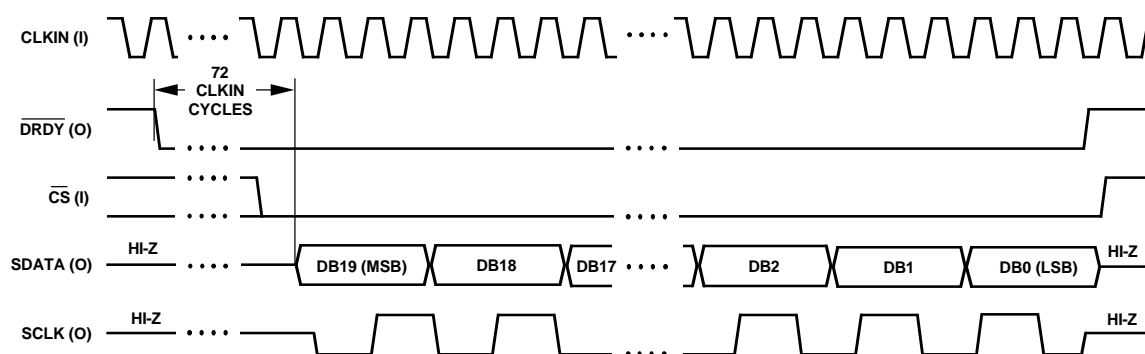 CLKIN (I)
72
CLKIN
CYCLES
DRDY (O)
CS (I)
HI-Z
SDATA (O)
DB19 (MSB)
DB18
DB17
DB2
DB1
DB0 (LSB)
HI-Z
HI-Z
SCLK (O)
HI-Z